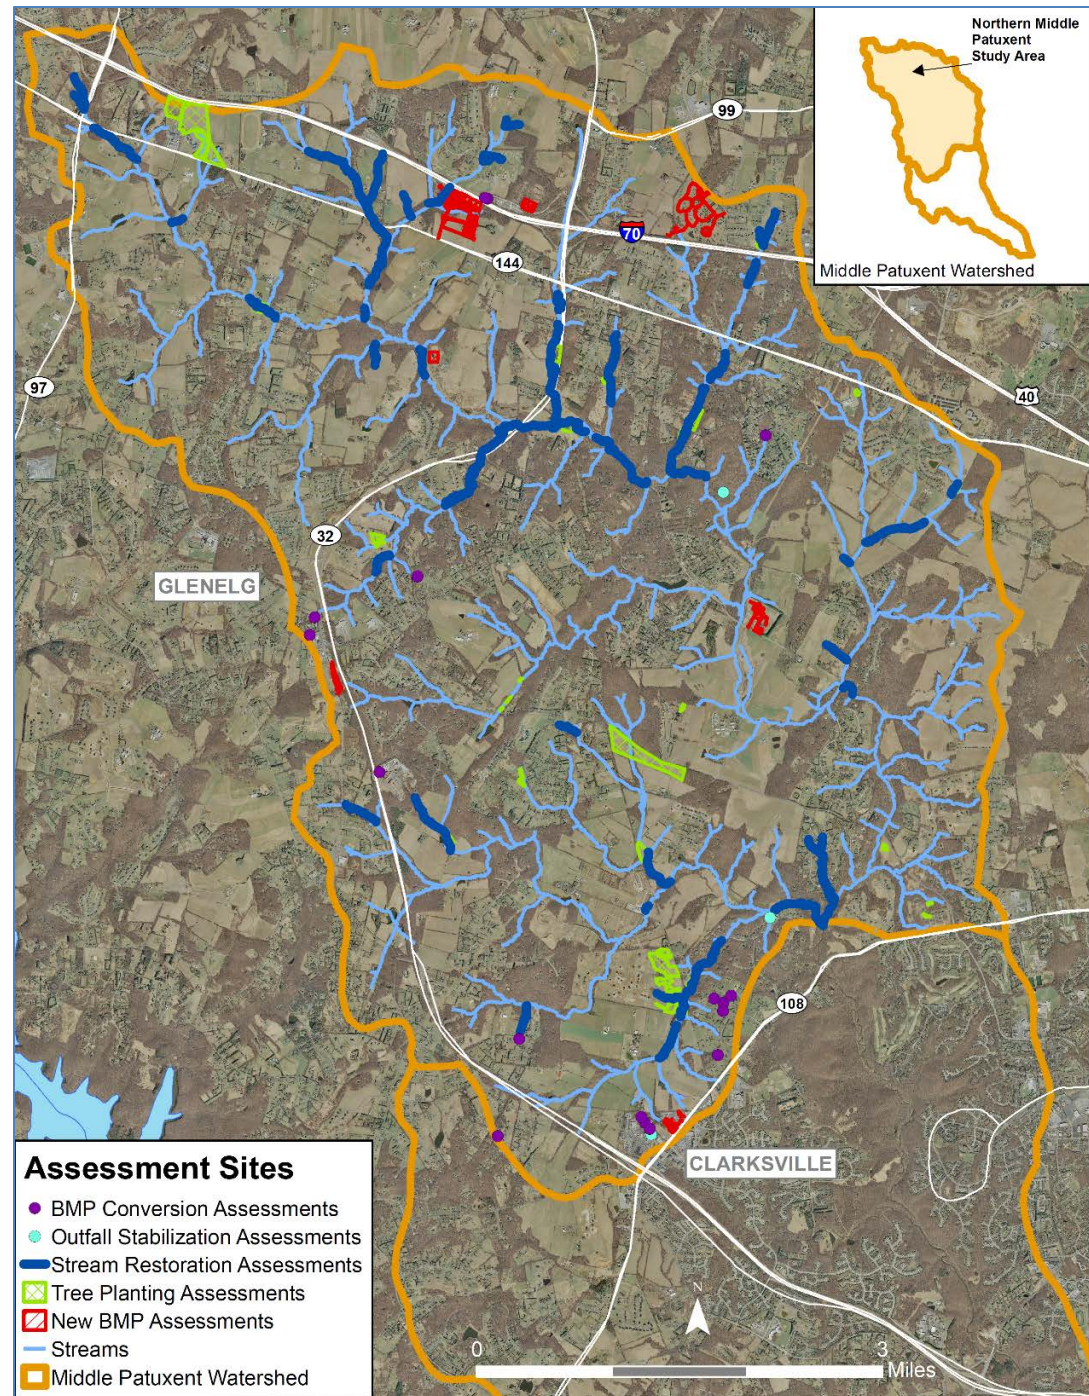 Northern Middle
Patuxent
Study Area
Middle Patuxent Watershed
99
70
144
97
40
32
GLENELG
108
CLARKSVILLE
Assessment Sites
BMP Conversion Assessments
Outfall Stabilization Assessments
Stream Restoration Assessments
Tree Planting Assessments
New BMP Assessments
Streams
Middle Patuxent Watershed
N
0
3
Miles